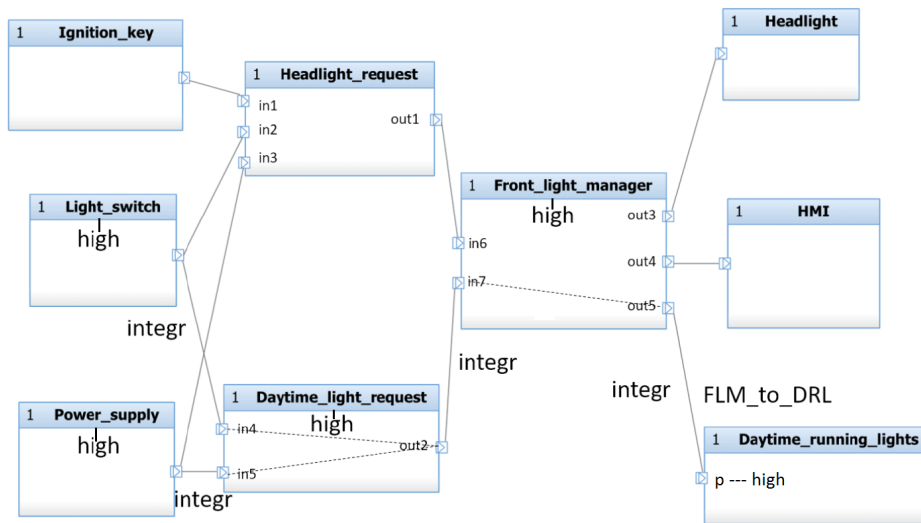 1 Ignition_key
1 Headlight_request
in1
in2
in3
out1
1 Headlight
1 Light_switch
high
integr
1 Front_light_manager
high
in6
in7
out3
out4
out5
1 HMI
1 Power_supply
high
integr
1 Daytime_light_request
high
in4
in5
out2
integr
integr
FLM_to_DRL
1 Daytime_running_lights
p --- high